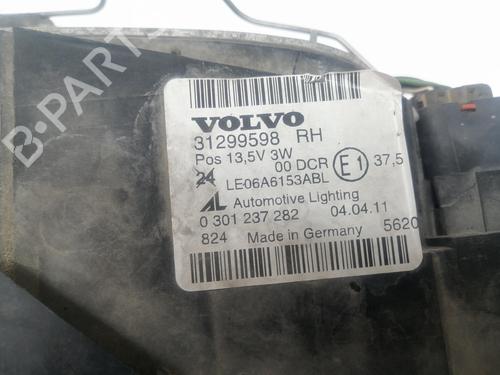 VOLVO
31299598 RH
Pos 13,5V 3W
00 DCR E1 37,5
24 LE06A6153ABL
AL Automotive Lighting
0 301 237 282 04.04.11
824 Made in Germany 5620